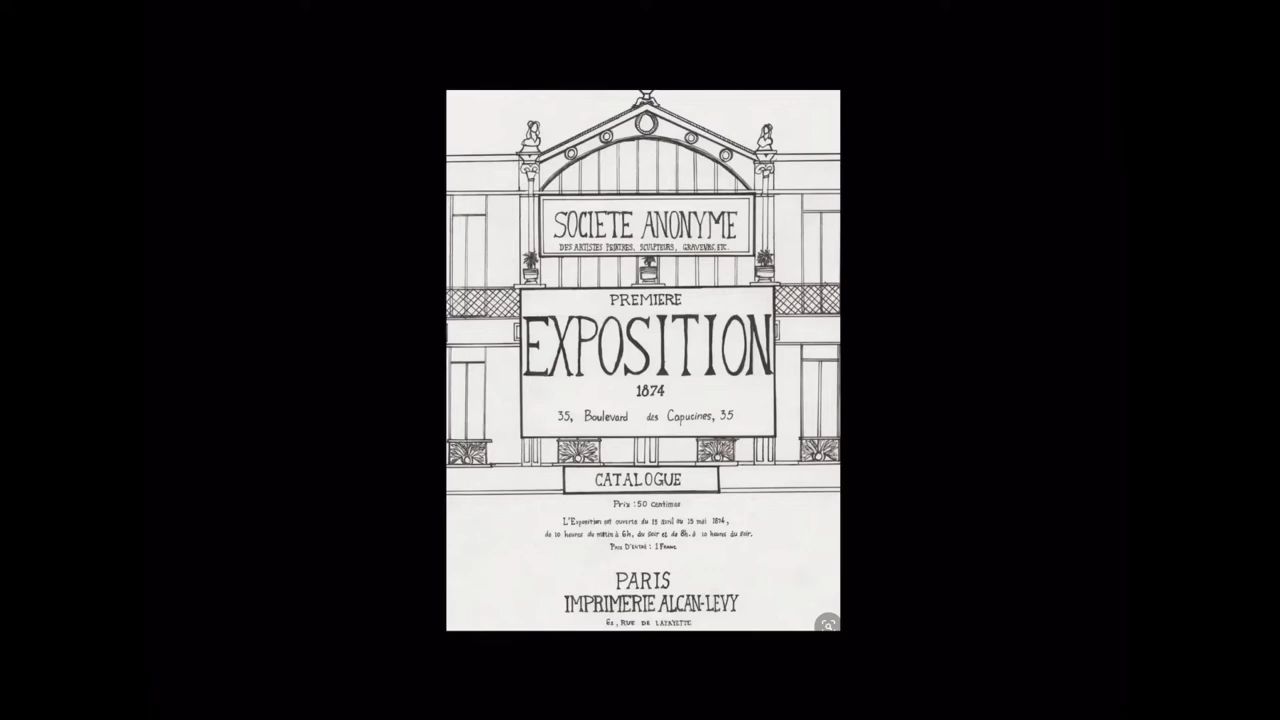 SOCIETE ANONYME
DES ARTISTES PEINTRES, SCULPTEURS, GRAVEURS, ETC.
PREMIERE
EXPOSITION
1874
35, Boulevard des Capucines, 35
CATALOGUE
Prix : 50 centimes
L'Exposition est ouverte du 15 avril au 15 mai 1874,
de 10 heures du matin à 6h, du soir et de 8h. à 10 heures du soir.
Prix D'entré : 1 Franc
PARIS
IMPRIMERIE ALCAN-LEVY
61, RUE DE LAFAYETTE